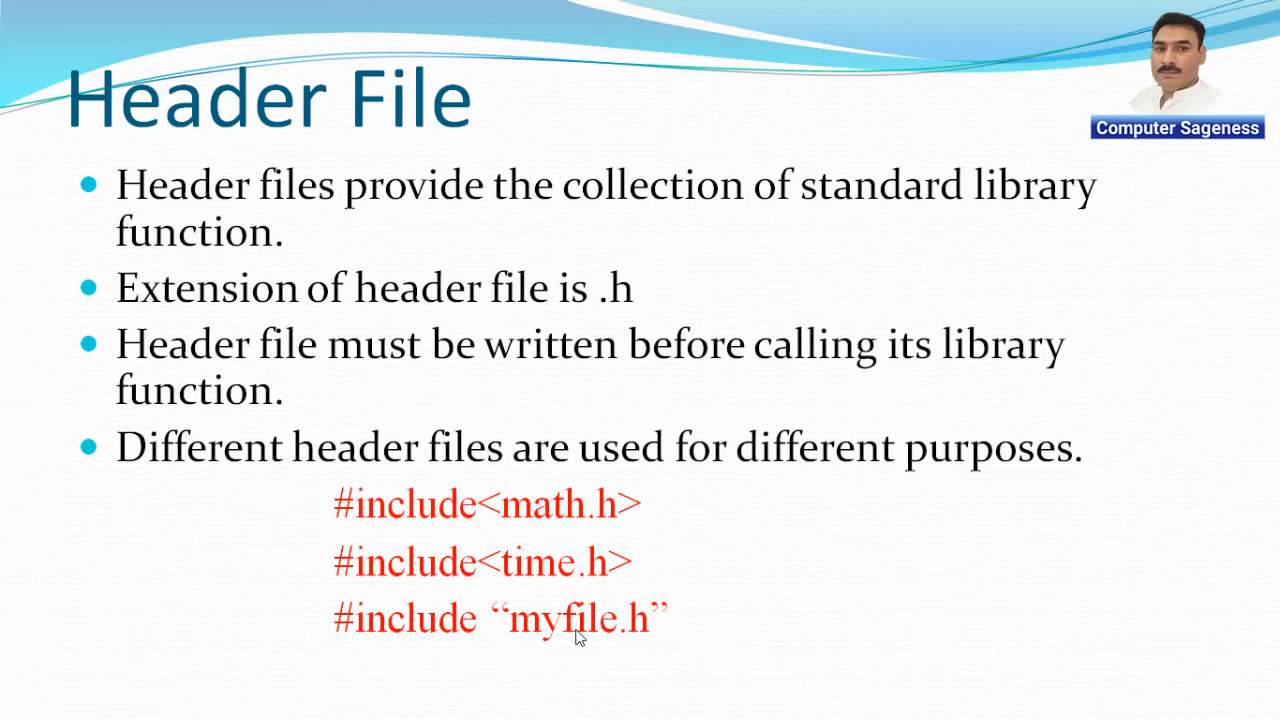 Header File
Computer Sageness
• Header files provide the collection of standard library
function.
• Extension of header file is .h
• Header file must be written before calling its library
function.
• Different header files are used for different purposes.
#include<math.h>
#include<time.h>
#include “myfile.h”